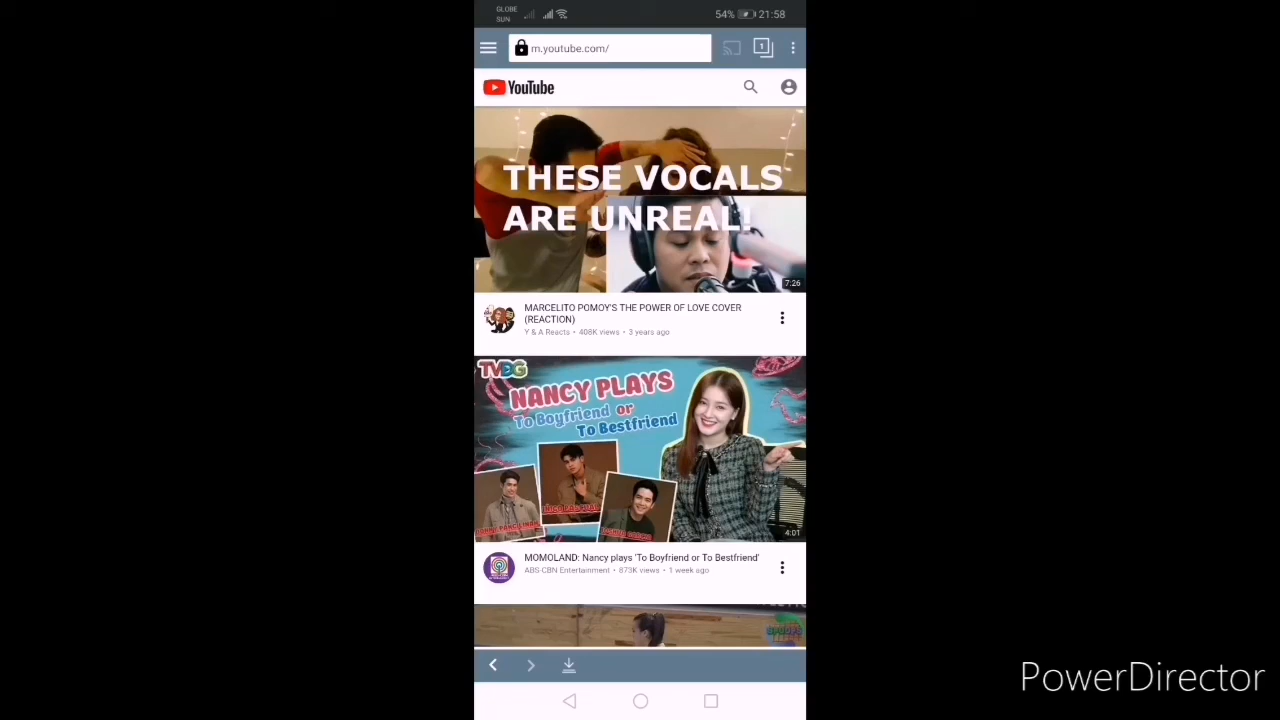 GLOBE
SUN
54% 21:58
m.youtube.com/
1
YouTube
THESE VOCALS
ARE UNREAL!
7:26
MARCELITO POMOY'S THE POWER OF LOVE COVER
(REACTION)
Y & A Reacts • 408K views • 3 years ago
NANCY PLAYS
To Boyfriend or
To Bestfriend
4:01
MOMOLAND: Nancy plays 'To Boyfriend or To Bestfriend'
ABS-CBN Entertainment • 873K views • 1 week ago
PowerDirector